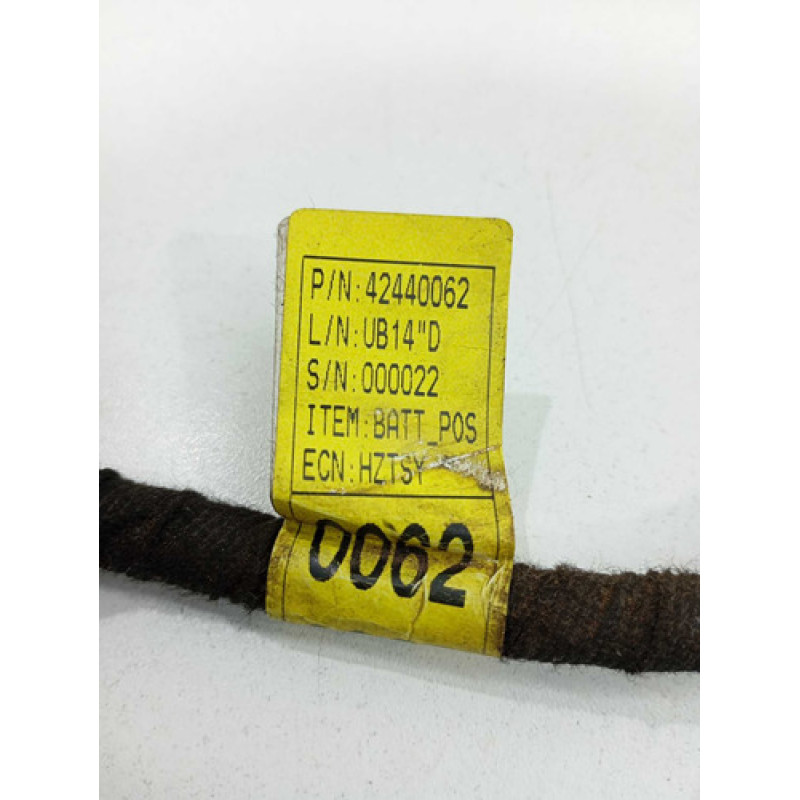 P/N:42440062
L/N:UB14"D
S/N:000022
ITEM:BATT_POS
ECN:HZTSY
0062